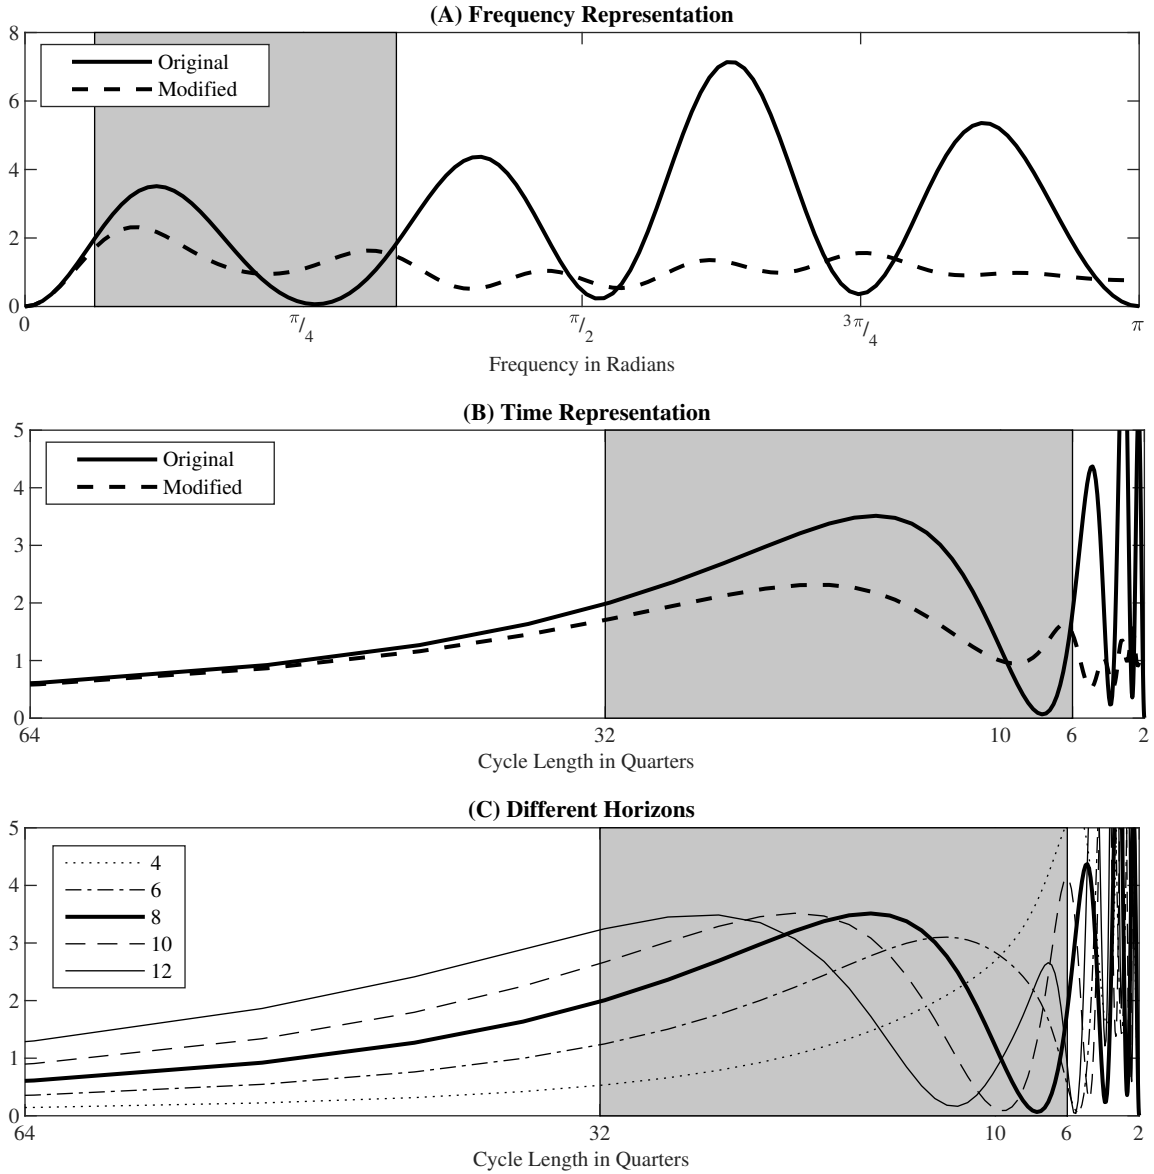 (A) Frequency Representation
8
6
4
2
0
Original
Modified
0
π/4
π/2
3π/4
π
Frequency in Radians
(B) Time Representation
5
4
3
2
1
0
Original
Modified
64
32
10
6
2
Cycle Length in Quarters
(C) Different Horizons
5
4
3
2
1
0
4
6
8
10
12
64
32
10
6
2
Cycle Length in Quarters